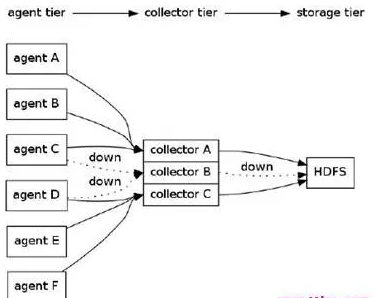 agent tier
collector tier
storage tier
agent A
agent B
agent C
agent D
agent E
agent F
down
down
collector A
collector B
collector C
down
HDFS